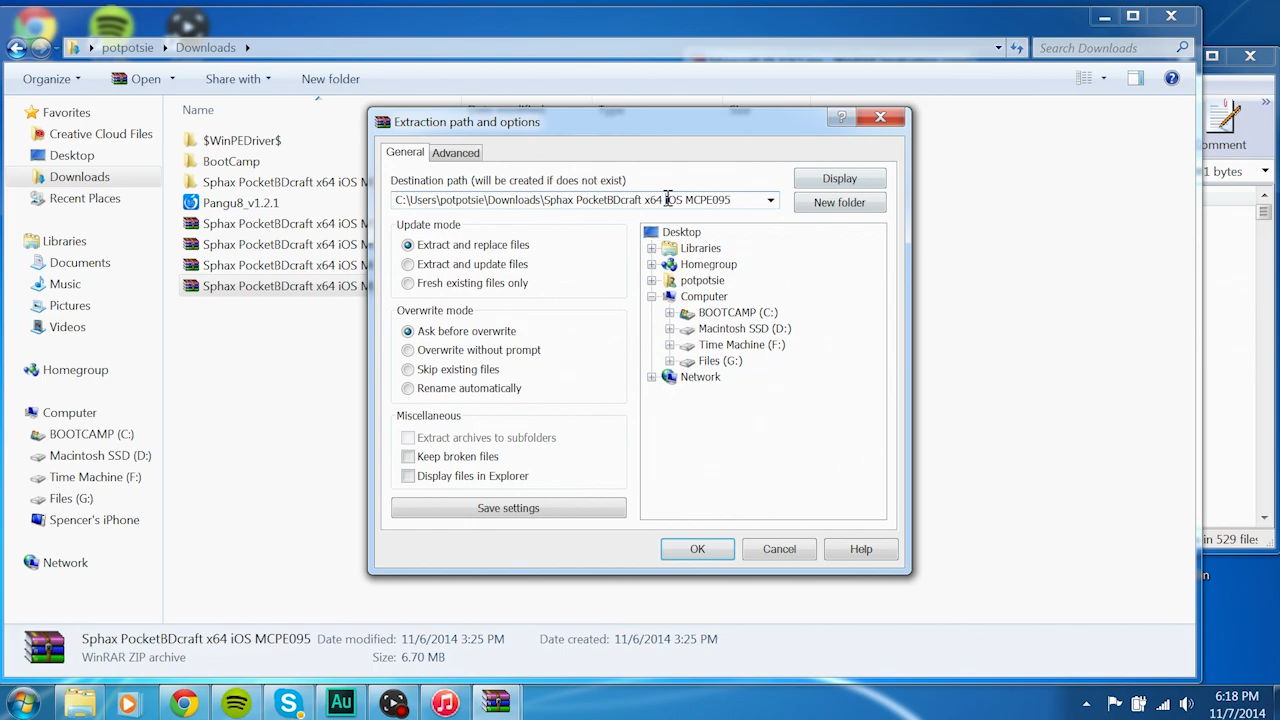 potpotsie
Downloads
Search Downloads
Organize
Open
Share with
New folder
Name
Favorites
Creative Cloud Files
Desktop
Downloads
Recent Places
Libraries
Documents
Music
Pictures
Videos
Homegroup
Computer
BOOTCAMP (C:)
Macintosh SSD (D:)
Time Machine (F:)
Files (G:)
Spencer's iPhone
Network
$WinPEDriver$
BootCamp
Sphax PocketBDcraft x64 iOS M
Pangu8_v1.2.1
Sphax PocketBDcraft x64 iOS M
Sphax PocketBDcraft x64 iOS M
Sphax PocketBDcraft x64 iOS M
Sphax PocketBDcraft x64 iOS M
Extraction path and options
General
Advanced
Destination path (will be created if does not exist)
C:\Users\potpotsie\Downloads\Sphax PocketBDcraft x64 iOS MCPE095
Display
New folder
Update mode
Extract and replace files
Extract and update files
Fresh existing files only
Overwrite mode
Ask before overwrite
Overwrite without prompt
Skip existing files
Rename automatically
Miscellaneous
Extract archives to subfolders
Keep broken files
Display files in Explorer
Save settings
Desktop
Libraries
Homegroup
potpotsie
Computer
BOOTCAMP (C:)
Macintosh SSD (D:)
Time Machine (F:)
Files (G:)
Network
OK
Cancel
Help
omment
1 bytes
in 529 files
Sphax PocketBDcraft x64 iOS MCPE095
Date modified: 11/6/2014 3:25 PM
Date created: 11/6/2014 3:25 PM
WinRAR ZIP archive
Size: 6.70 MB
Au
6:18 PM
11/7/2014